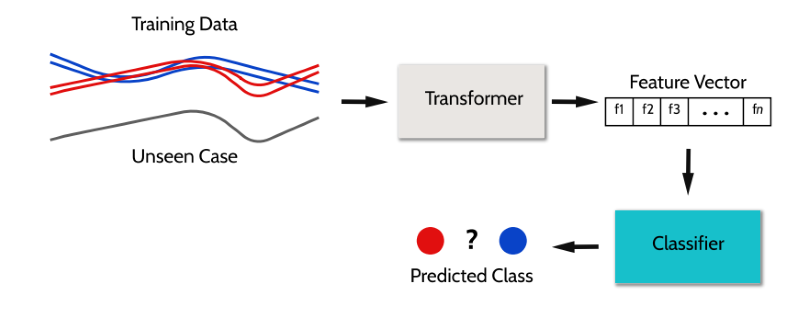 Training Data
Unseen Case
Transformer
Feature Vector
f1 f2 f3 ... fn
Classifier
?
Predicted Class